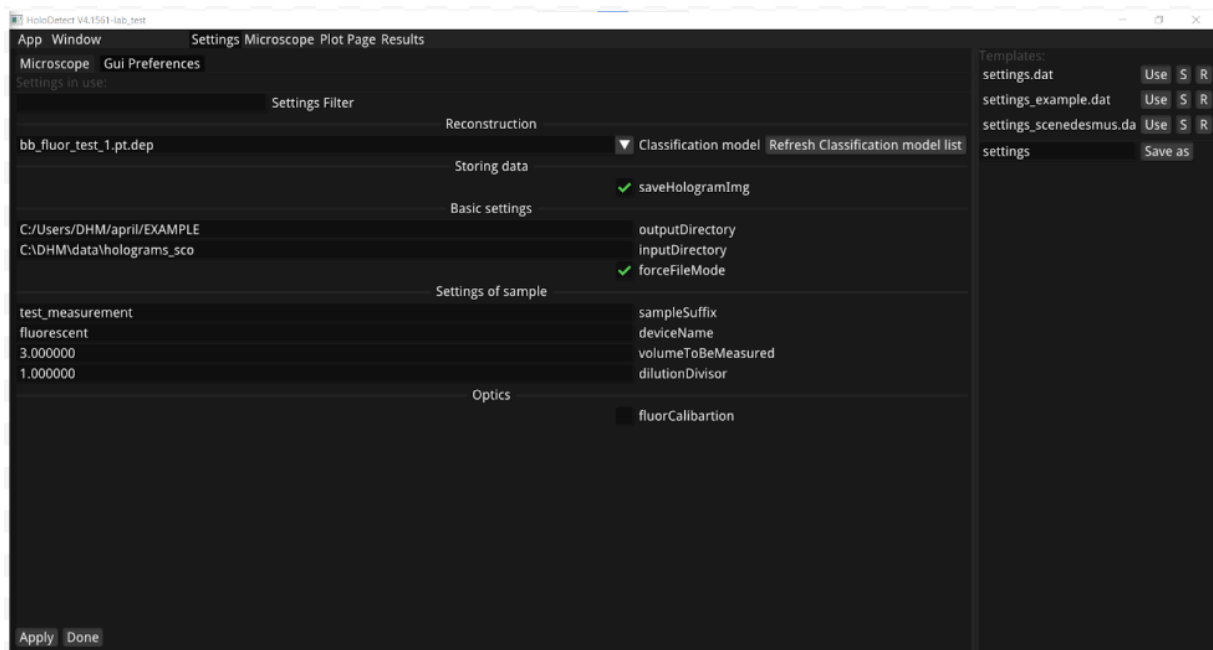 HoloDetect V4.1561-lab_test
App Window Settings Microscope Plot Page Results
Microscope Gui Preferences
Settings in use:
Settings Filter
Reconstruction
bb_fluor_test_1.pt.dep Classification model Refresh Classification model list
Storing data
saveHologramImg
Basic settings
C:/Users/DHM/april/EXAMPLE outputDirectory
C:\DHM\data\holograms_sco inputDirectory
forceFileMode
Settings of sample
test_measurement sampleSuffix
fluorescent deviceName
3.000000 volumeToBeMeasured
1.000000 dilutionDivisor
Optics
fluorCalibartion
Apply Done
Templates:
settings.dat Use S R
settings_example.dat Use S R
settings_scenedesmus.da Use S R
settings Save as